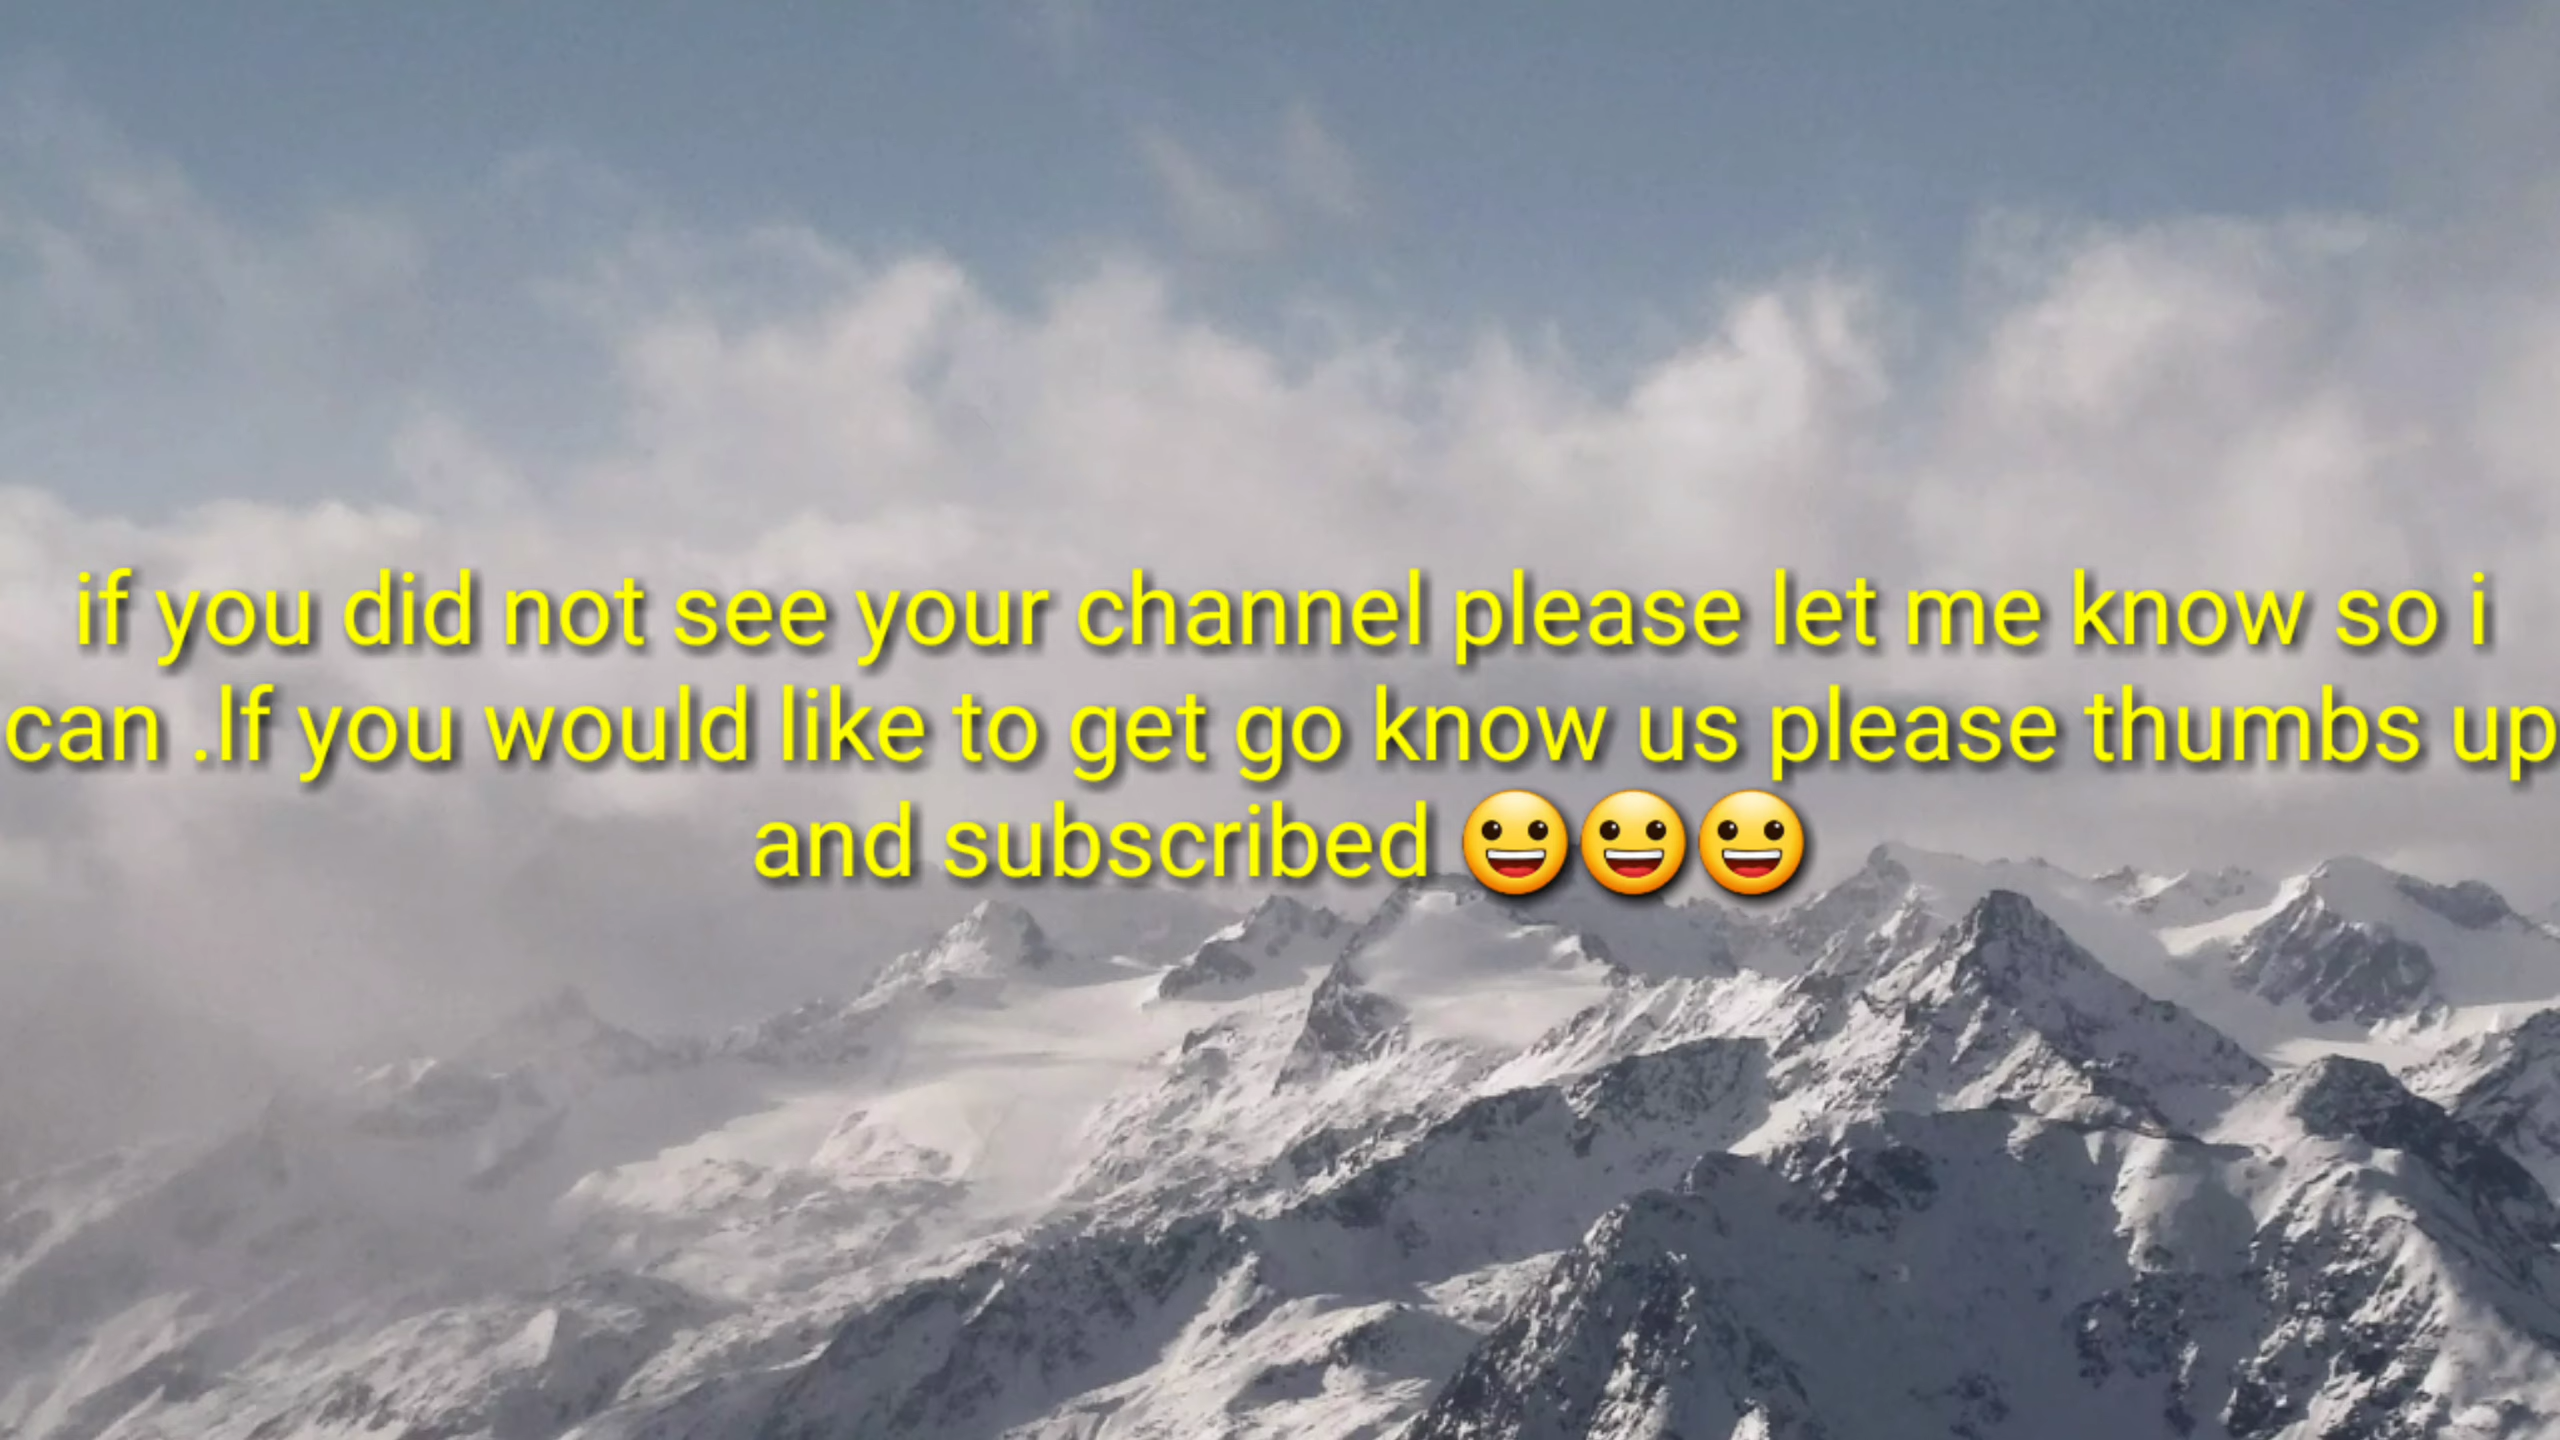 if you did not see your channel please let me know so i
can .If you would like to get go know us please thumbs up
and subscribed 😀😀😀